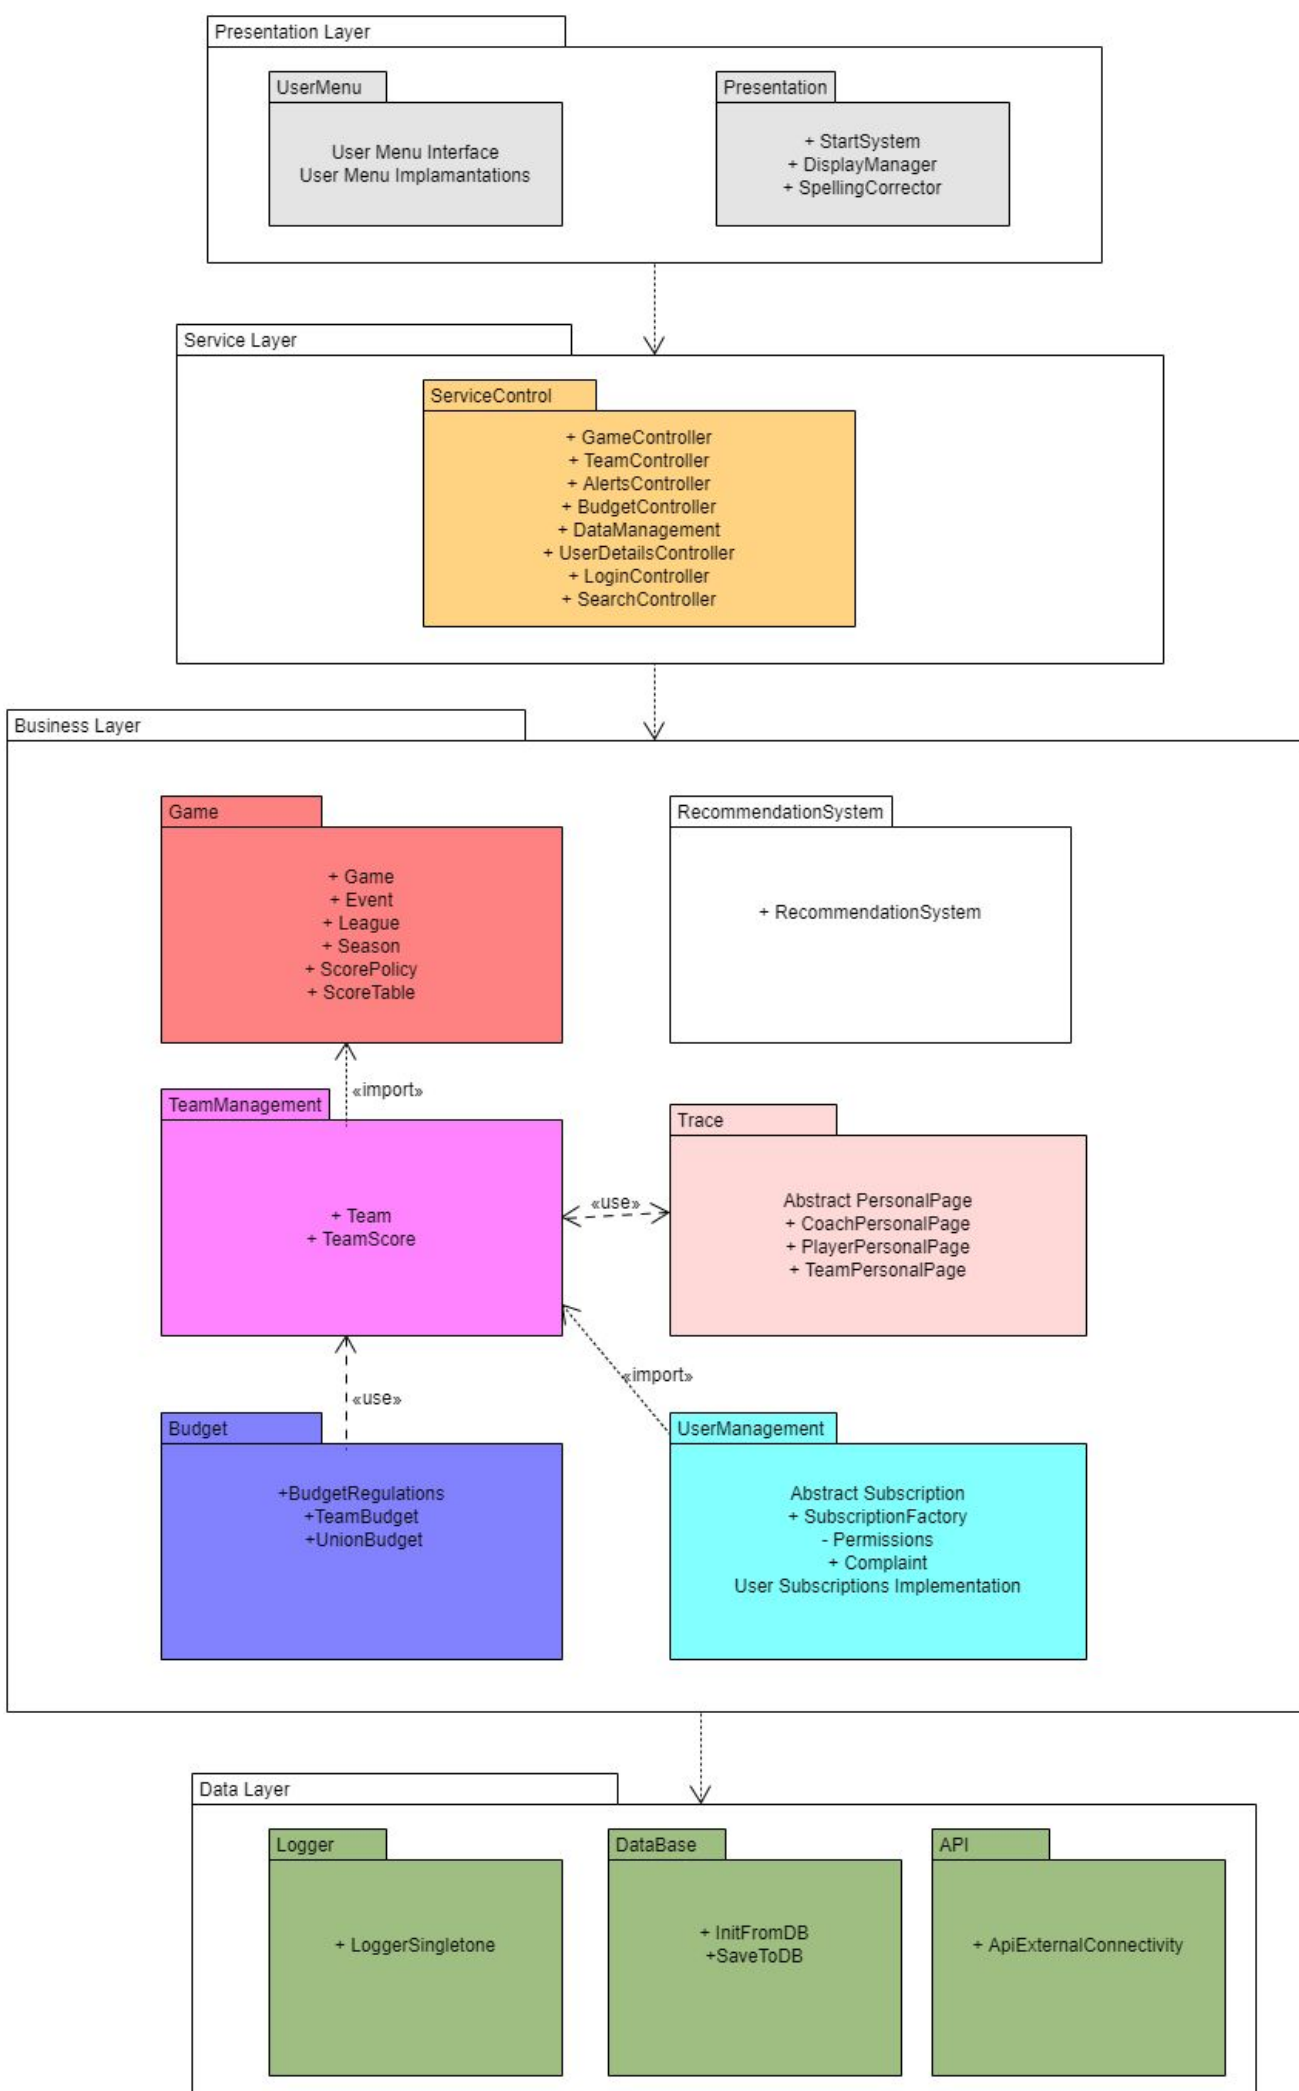 Presentation Layer
UserMenu
User Menu Interface
User Menu Implamantations
Presentation
+ StartSystem
+ DisplayManager
+ SpellingCorrector
Service Layer
ServiceControl
+ GameController
+ TeamController
+ AlertsController
+ BudgetController
+ DataManagement
+ UserDetailsController
+ LoginController
+ SearchController
Business Layer
Game
+ Game
+ Event
+ League
+ Season
+ ScorePolicy
+ ScoreTable
RecommendationSystem
+ RecommendationSystem
«import»
TeamManagement
+ Team
+ TeamScore
«use»
Trace
Abstract PersonalPage
+ CoachPersonalPage
+ PlayerPersonalPage
+ TeamPersonalPage
«use»
«import»
Budget
+BudgetRegulations
+TeamBudget
+UnionBudget
UserManagement
Abstract Subscription
+ SubscriptionFactory
- Permissions
+ Complaint
User Subscriptions Implementation
Data Layer
Logger
+ LoggerSingletone
DataBase
+ InitFromDB
+SaveToDB
API
+ ApiExternalConnectivity